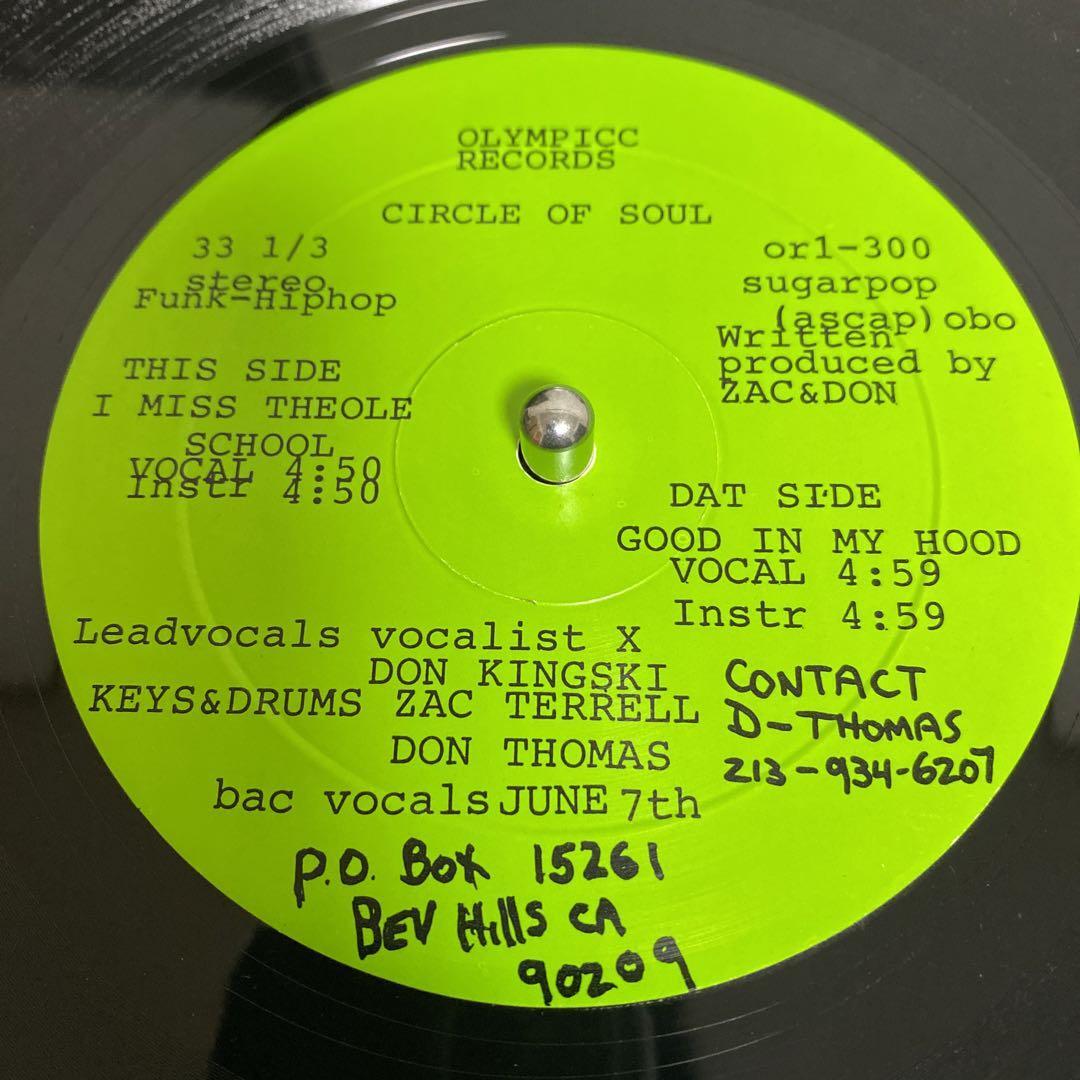 OLYMPICC
RECORDS
CIRCLE OF SOUL
33 1/3
stereo
Funk-Hiphop
or1-300
sugarpop
(ascap)obo
Written
produced by
ZAC&DON
THIS SIDE
I MISS THEOLE
SCHOOL
VOCAL 4:50
Instr 4:50
DAT SIDE
GOOD IN MY HOOD
VOCAL 4:59
Instr 4:59
Leadvocals vocalist X
DON KINGSKI
KEYS&DRUMS ZAC TERRELL
DON THOMAS
bac vocals JUNE 7th
CONTACT
D-THOMAS
213-934-6207
P.O. BOX 15261
BEV HillS CA
90209